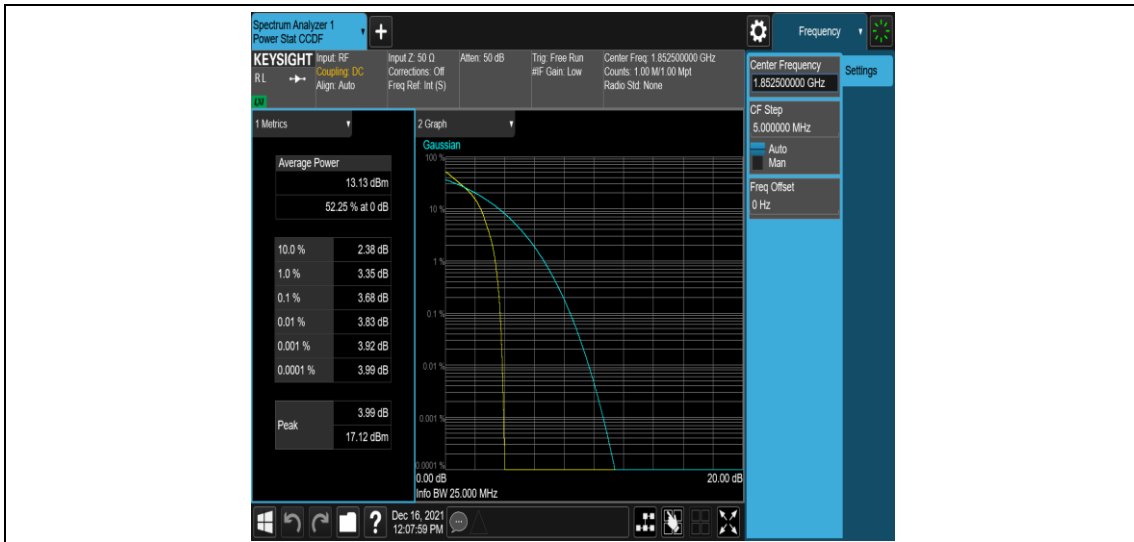 Spectrum Analyzer 1
Power Stat CCDF
+
Frequency
KEYSIGHT
RL
LXI
Input: RF
Coupling: DC
Align: Auto
Input Z: 50 Ω
Corrections: Off
Freq Ref: Int (S)
Atten: 50 dB
Trig: Free Run
#IF Gain: Low
Center Freq: 1.852500000 GHz
Counts: 1.00 M/1.00 Mpt
Radio Std: None
Center Frequency
1.852500000 GHz
Settings
CF Step
5.000000 MHz
Auto
Man
Freq Offset
0 Hz
1 Metrics
Average Power
13.13 dBm
52.25 % at 0 dB
10.0 % 2.38 dB
1.0 % 3.35 dB
0.1 % 3.68 dB
0.01 % 3.83 dB
0.001 % 3.92 dB
0.0001 % 3.99 dB
Peak
3.99 dB
17.12 dBm
2 Graph
Gaussian
100 %
10 %
1 %
0.1 %
0.01 %
0.001 %
0.0001 %
0.00 dB
20.00 dB
Info BW 25.000 MHz
?
Dec 16, 2021
12:07:59 PM